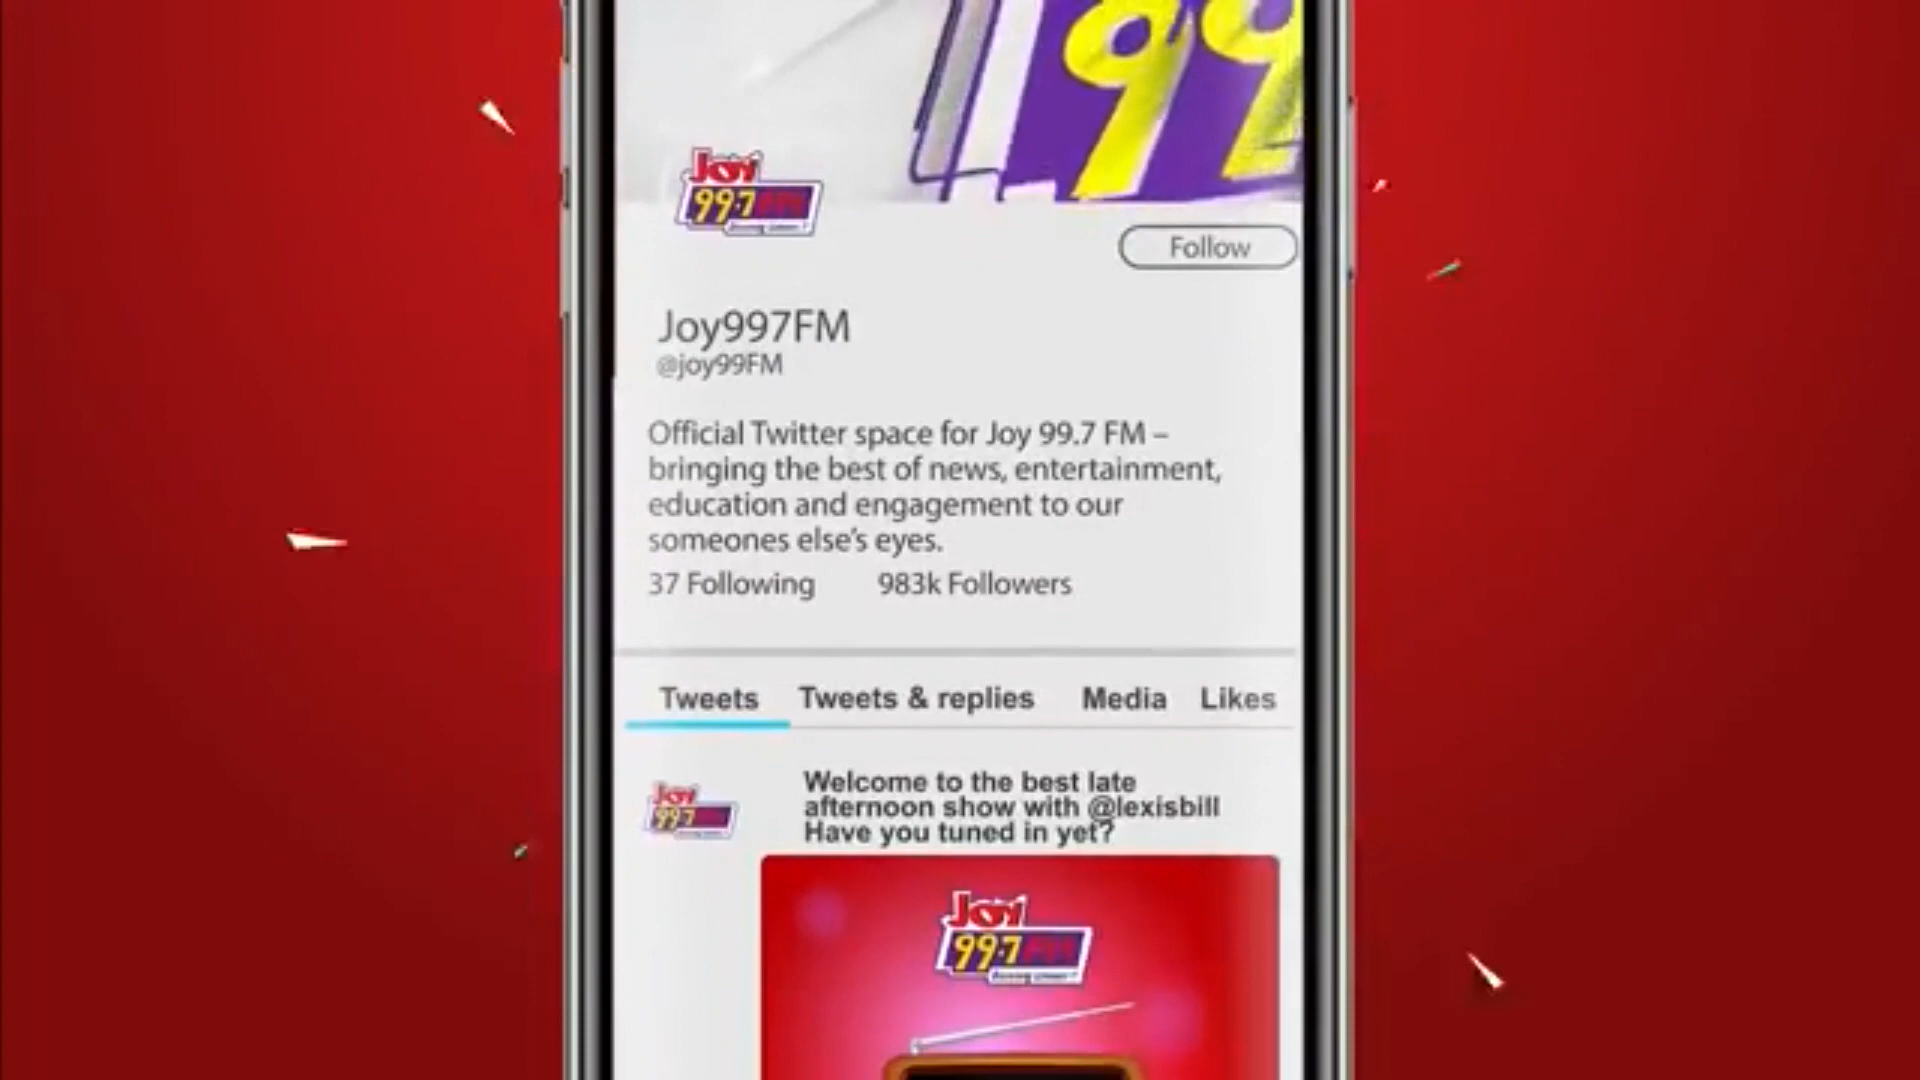 99
Joy
99.7 FM
Follow
Joy997FM
@joy99FM
Official Twitter space for Joy 99.7 FM –
bringing the best of news, entertainment,
education and engagement to our
someones else's eyes.
37 Following 983k Followers
Tweets Tweets & replies Media Likes
Joy
99.7
Welcome to the best late
afternoon show with @lexisbill
Have you tuned in yet?
Joy
99.7 FM